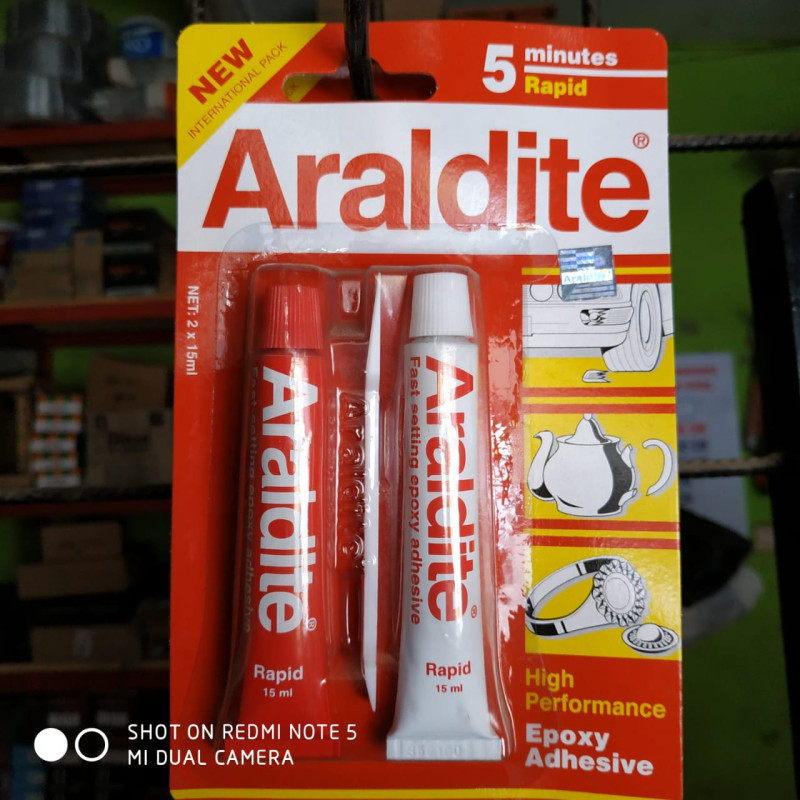 NEW
INTERNATIONAL PACK
5 minutes
Rapid
Araldite®
Araldite
NET: 2 x 15ml
Araldite®
Fast setting epoxy adhesive
Rapid
15 ml
Araldite
Araldite®
Fast setting epoxy adhesive
Rapid
15 ml
High
Performance
Epoxy
Adhesive
SHOT ON REDMI NOTE 5
MI DUAL CAMERA